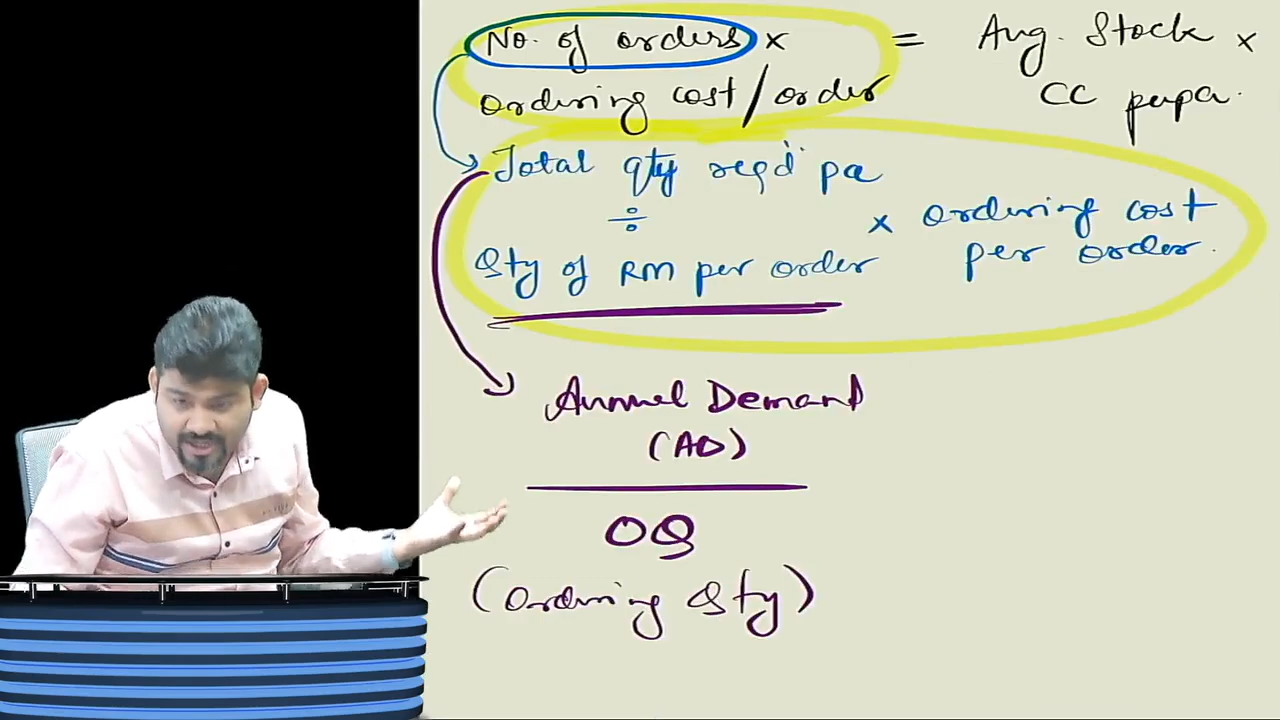 No. of orders × = Avg. Stock ×
Ordering cost/order CC pupa.
Total qty reqd pa
÷ × Ordering cost
Qty of RM per order per order.
Annual Demand
(AD)
OQ
(Ordering Qty)